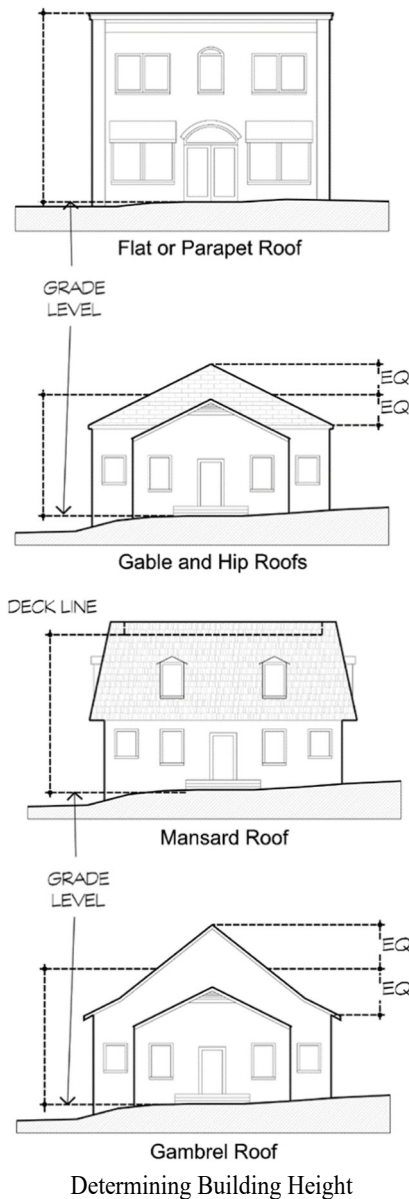 Flat or Parapet Roof
GRADE
LEVEL
EQ
EQ
Gable and Hip Roofs
DECK LINE
Mansard Roof
GRADE
LEVEL
EQ
EQ
Gambrel Roof
Determining Building Height